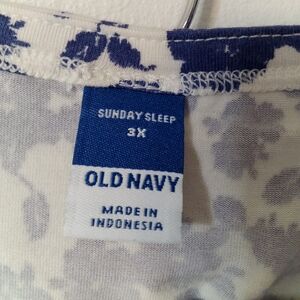 SUNDAY SLEEP
3X
OLD NAVY
MADE IN
INDONESIA